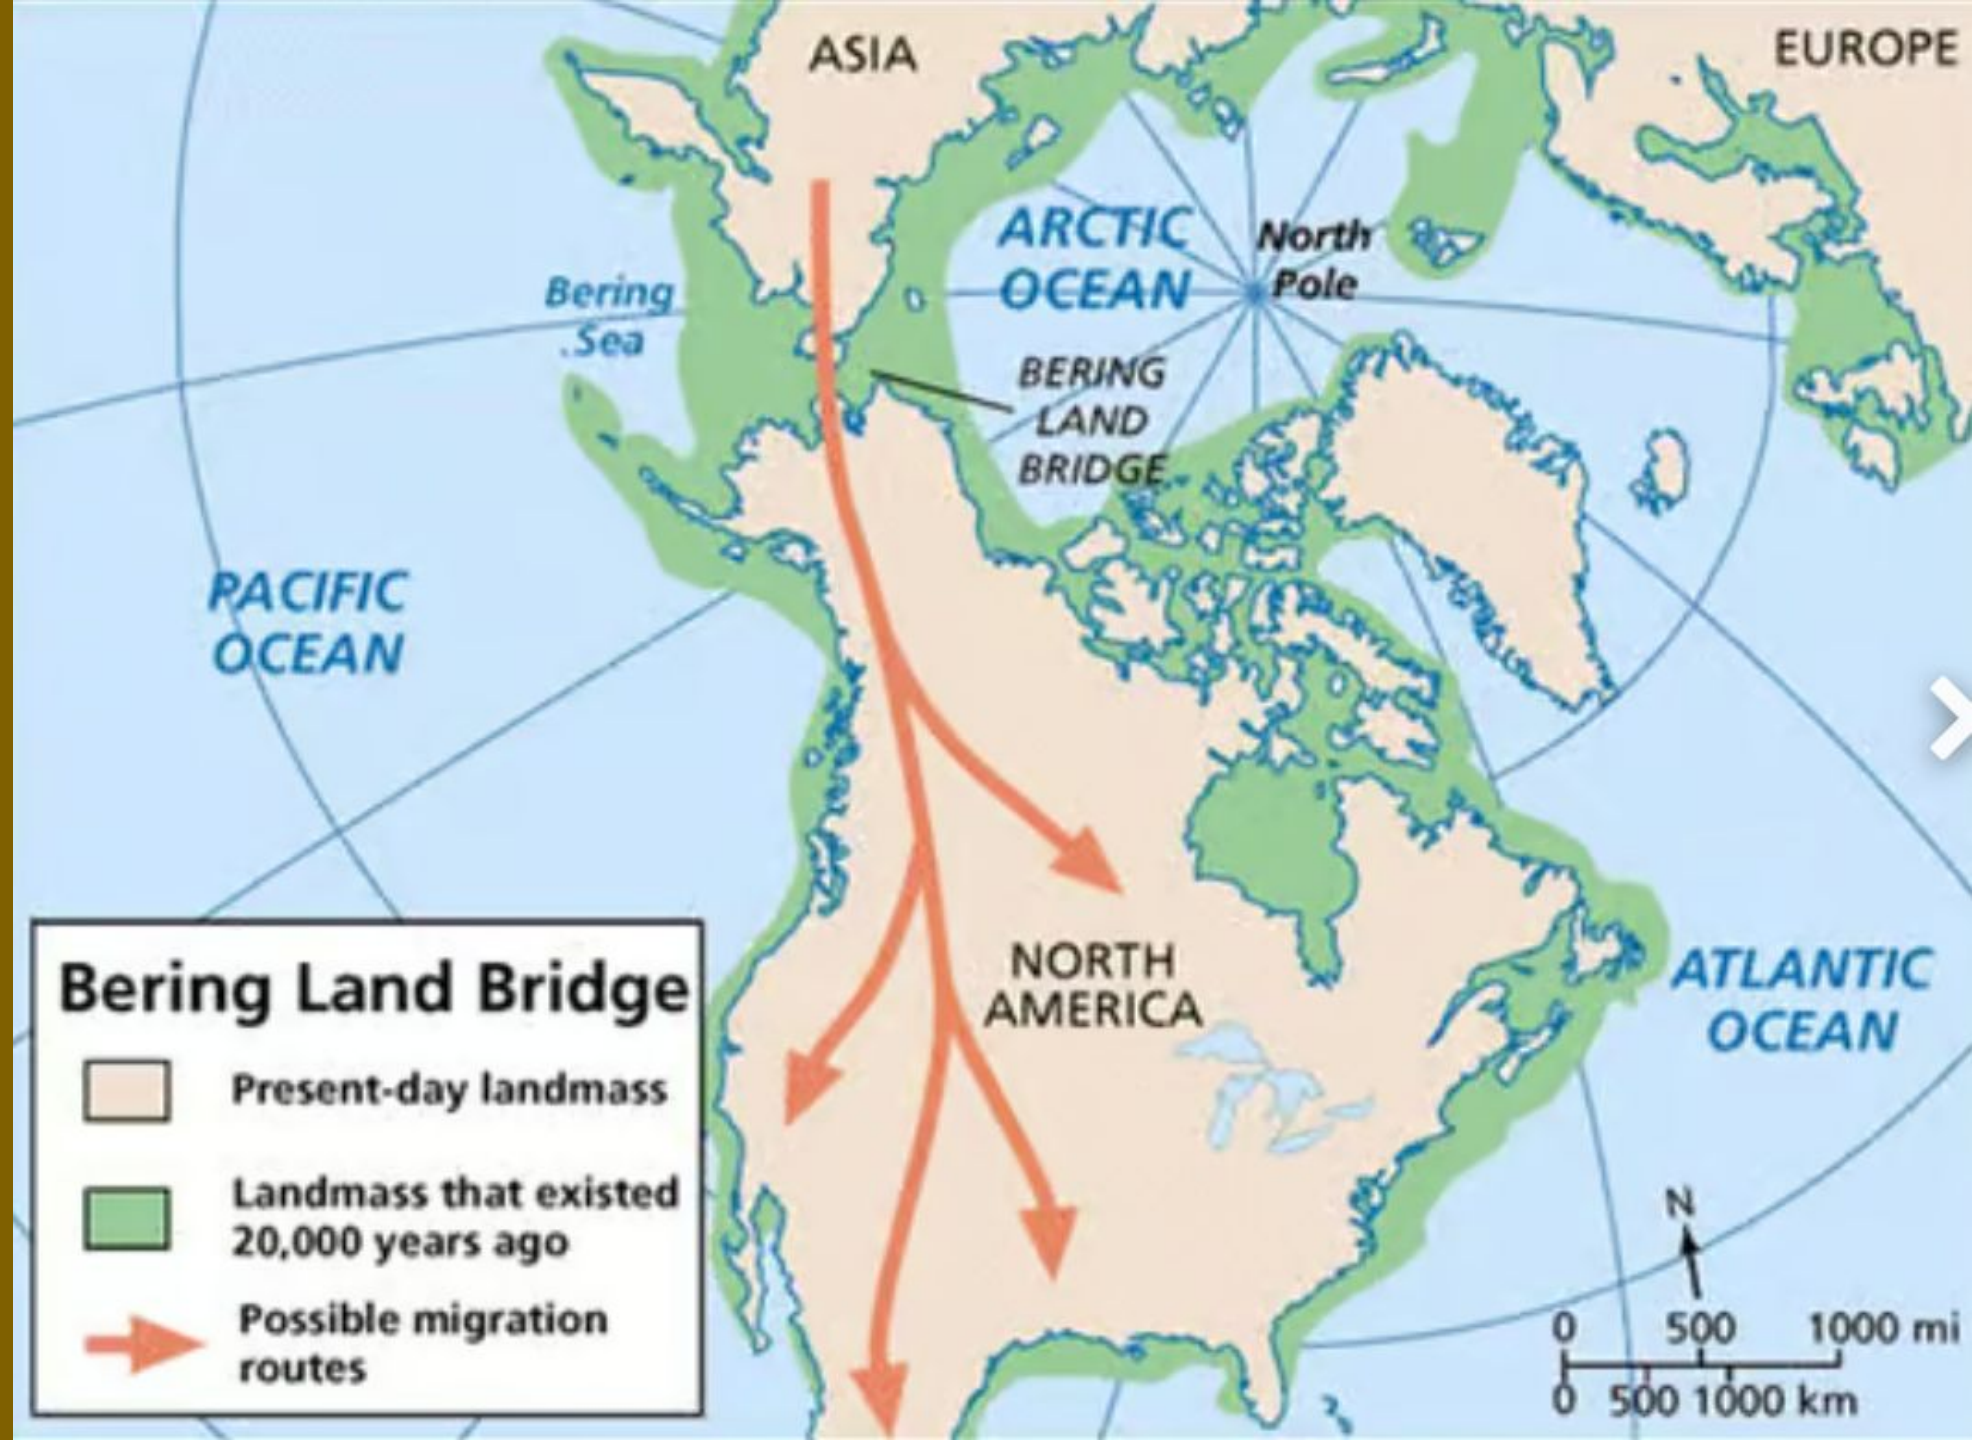 ASIA
EUROPE
ARCTIC
OCEAN
North
Pole
Bering
Sea
BERING
LAND
BRIDGE
PACIFIC
OCEAN
NORTH
AMERICA
ATLANTIC
OCEAN
Bering Land Bridge
Present-day landmass
Landmass that existed
20,000 years ago
Possible migration
routes
N
0 500 1000 mi
0 500 1000 km